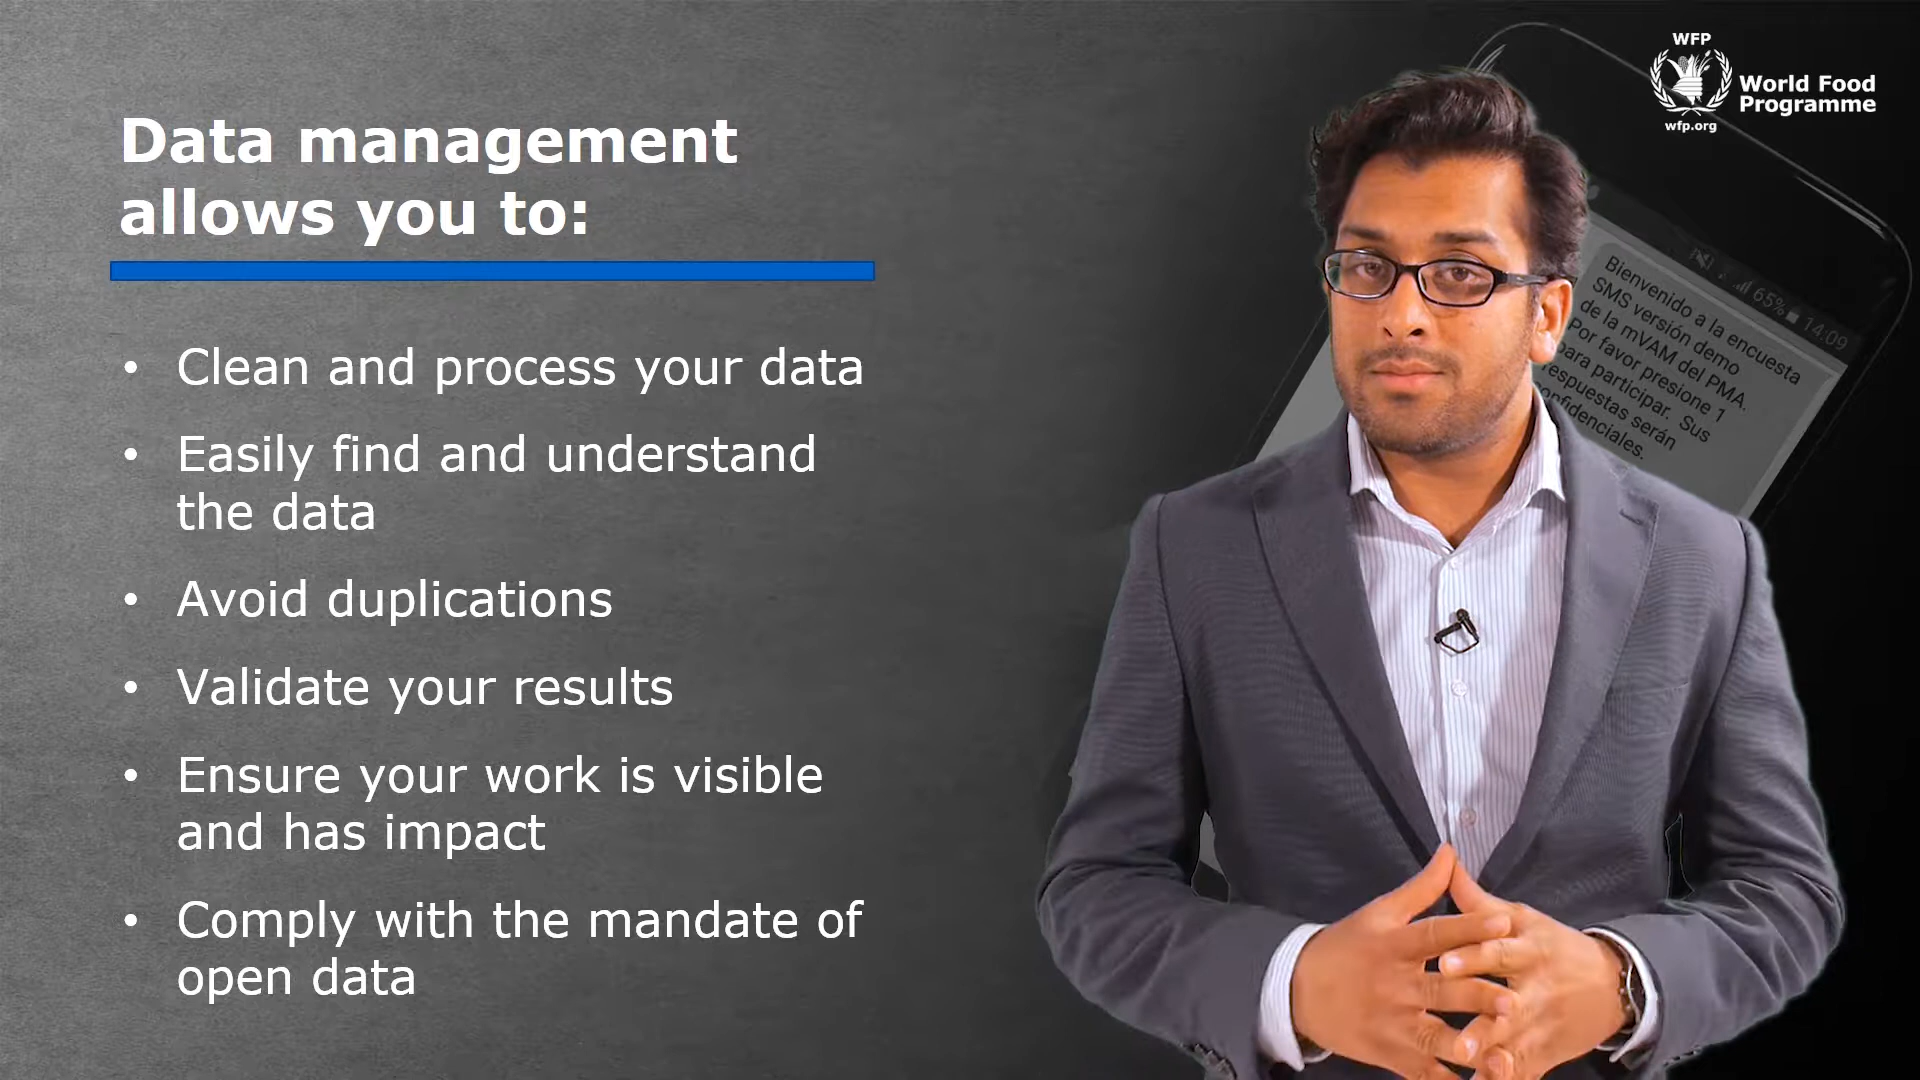 WFP
World Food
Programme
wfp.org
Data management
allows you to:
• Clean and process your data
• Easily find and understand
the data
• Avoid duplications
• Validate your results
• Ensure your work is visible
and has impact
• Comply with the mandate of
open data
65% 14:09
Bienvenido a la encuesta
SMS versión demo
de la mVAM del PMA.
Por favor presione 1
para participar. Sus
respuestas serán
confidenciales.